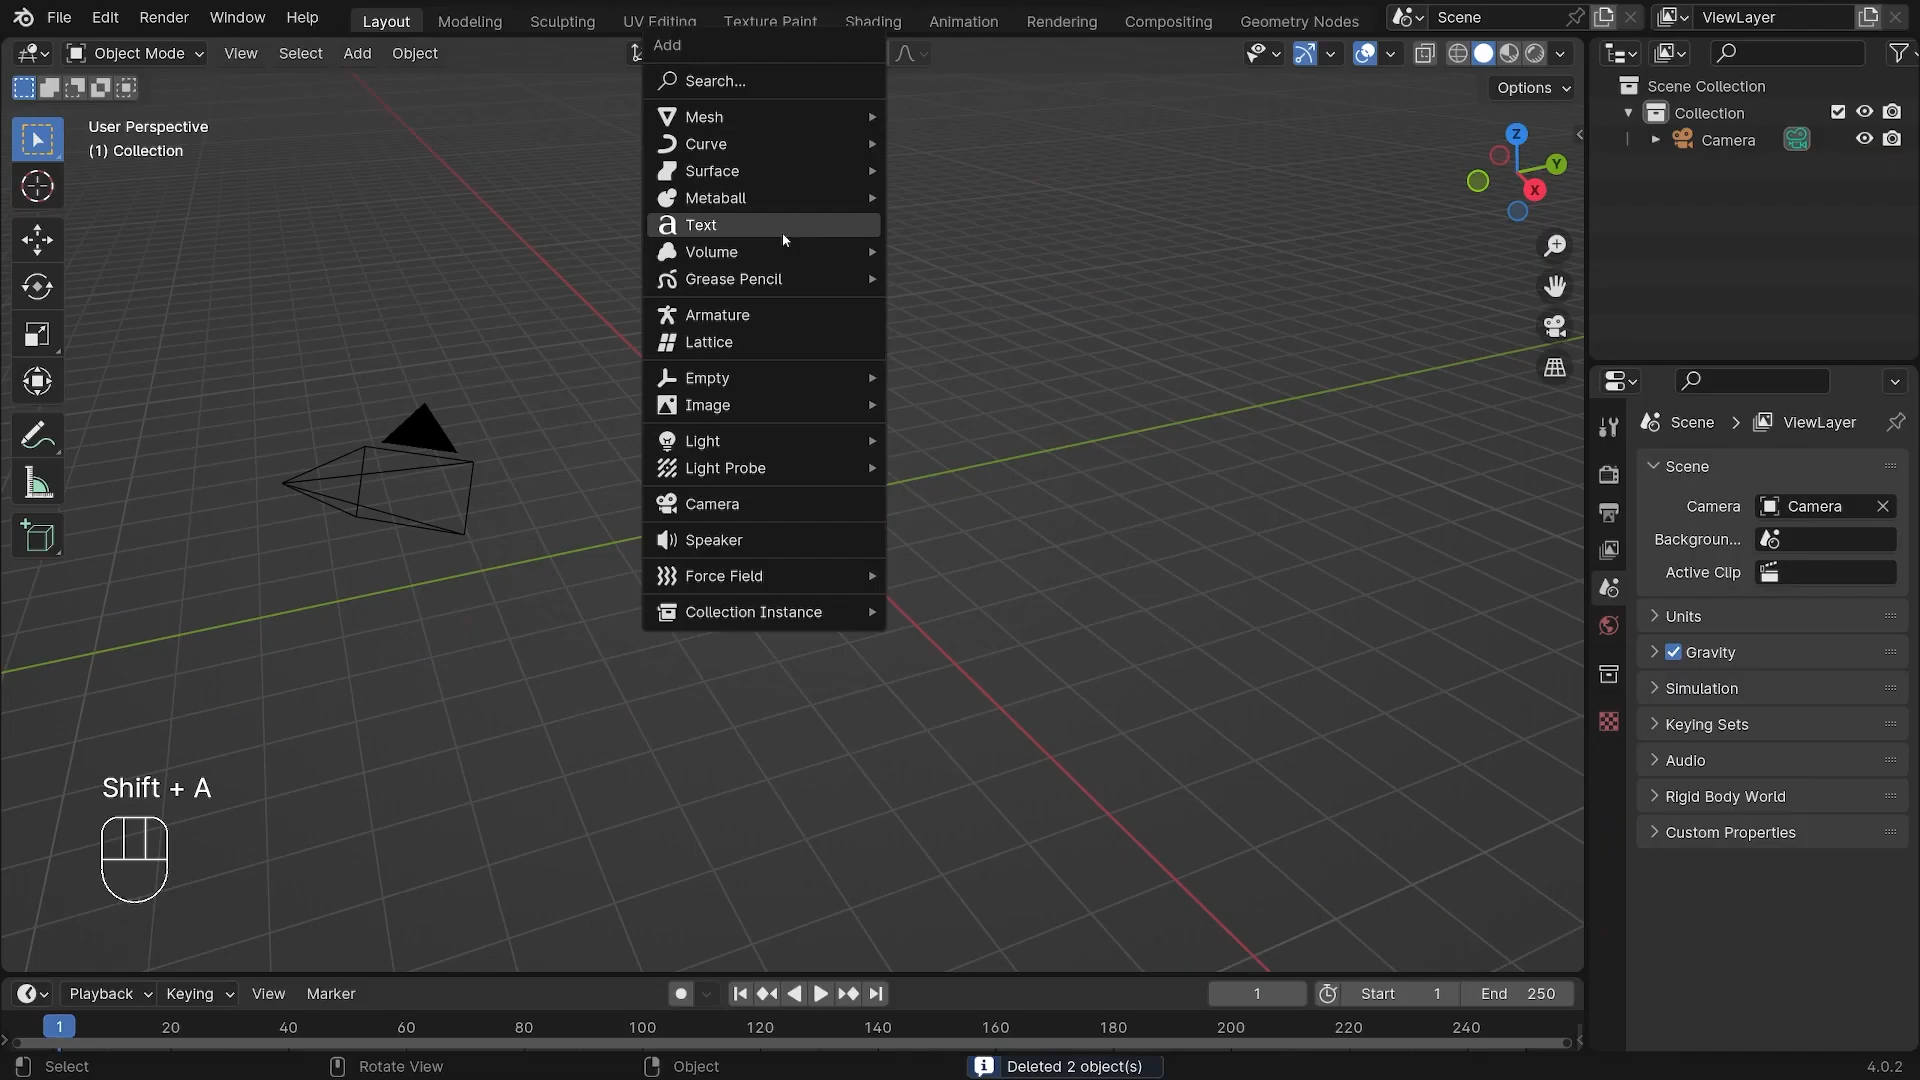 File Edit Render Window Help Layout Modeling Sculpting UV Editing Texture Paint Shading Animation Rendering Compositing Geometry Nodes Scene ViewLayer
Object Mode View Select Add Object
Options
User Perspective
(1) Collection
Add
Search...
Mesh
Curve
Surface
Metaball
Text
Volume
Grease Pencil
Armature
Lattice
Empty
Image
Light
Light Probe
Camera
Speaker
Force Field
Collection Instance
Z
Y
X
Scene Collection
Collection
Camera
Scene ViewLayer
Scene
Camera Camera
Backgroun...
Active Clip
Units
Gravity
Simulation
Keying Sets
Audio
Rigid Body World
Custom Properties
Shift + A
Playback Keying View Marker 1 Start 1 End 250
1 20 40 60 80 100 120 140 160 180 200 220 240
Select Rotate View Object Deleted 2 object(s) 4.0.2